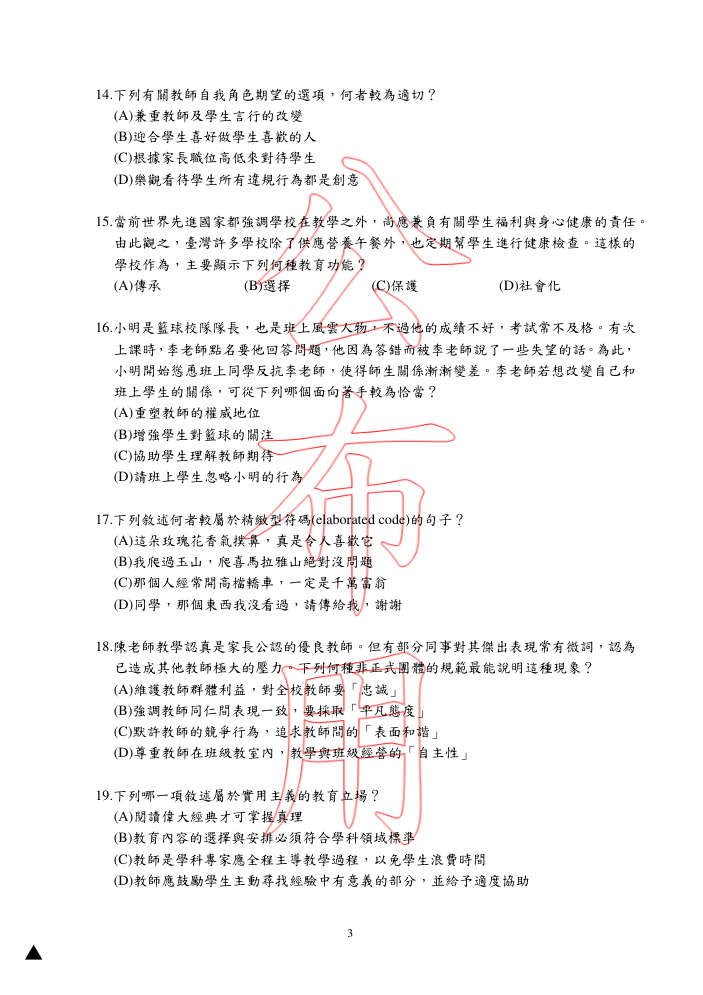 14.下列有關教師自我角色期望的選項，何者較為適切？
(A)兼重教師及學生言行的改變
(B)迎合學生喜好做學生喜歡的人
(C)根據家長職位高低來對待學生
(D)樂觀看待學生所有違規行為都是創意
15.當前世界先進國家都強調學校在教學之外，尚應兼負有關學生福利與身心健康的責任。
由此觀之，臺灣許多學校除了供應營養午餐外，也定期幫學生進行健康檢查。這樣的
學校作為，主要顯示下列何種教育功能？
(A)傳承 (B)選擇 (C)保護 (D)社會化
16.小明是籃球校隊隊長，也是班上風雲人物，不過他的成績不好，考試常不及格。有次
上課時，李老師點名要他回答問題，他因為答錯而被李老師說了一些失望的話。為此，
小明開始慫恿班上同學反抗李老師，使得師生關係漸漸變差。李老師若想改變自己和
班上學生的關係，可從下列哪個面向著手較為恰當？
(A)重塑教師的權威地位
(B)增強學生對籃球的關注
(C)協助學生理解教師期待
(D)請班上學生忽略小明的行為
17.下列敘述何者較屬於精緻型符碼(elaborated code)的句子？
(A)這朵玫瑰花香氣撲鼻，真是令人喜歡它
(B)我爬過玉山，爬喜馬拉雅山絕對沒問題
(C)那個人經常開高檔轎車，一定是千萬富翁
(D)同學，那個東西我沒看過，請傳給我，謝謝
18.陳老師教學認真是家長公認的優良教師。但有部分同事對其傑出表現常有微詞，認為
已造成其他教師極大的壓力。下列何種非正式團體的規範最能說明這種現象？
(A)維護教師群體利益，對全校教師要「忠誠」
(B)強調教師同仁間表現一致，要採取「平凡態度」
(C)默許教師的競爭行為，追求教師間的「表面和諧」
(D)尊重教師在班級教室內，教學與班級經營的「自主性」
19.下列哪一項敘述屬於實用主義的教育立場？
(A)閱讀偉大經典才可掌握真理
(B)教育內容的選擇與安排必須符合學科領域標準
(C)教師是學科專家應全程主導教學過程，以免學生浪費時間
(D)教師應鼓勵學生主動尋找經驗中有意義的部分，並給予適度協助
公布用
3